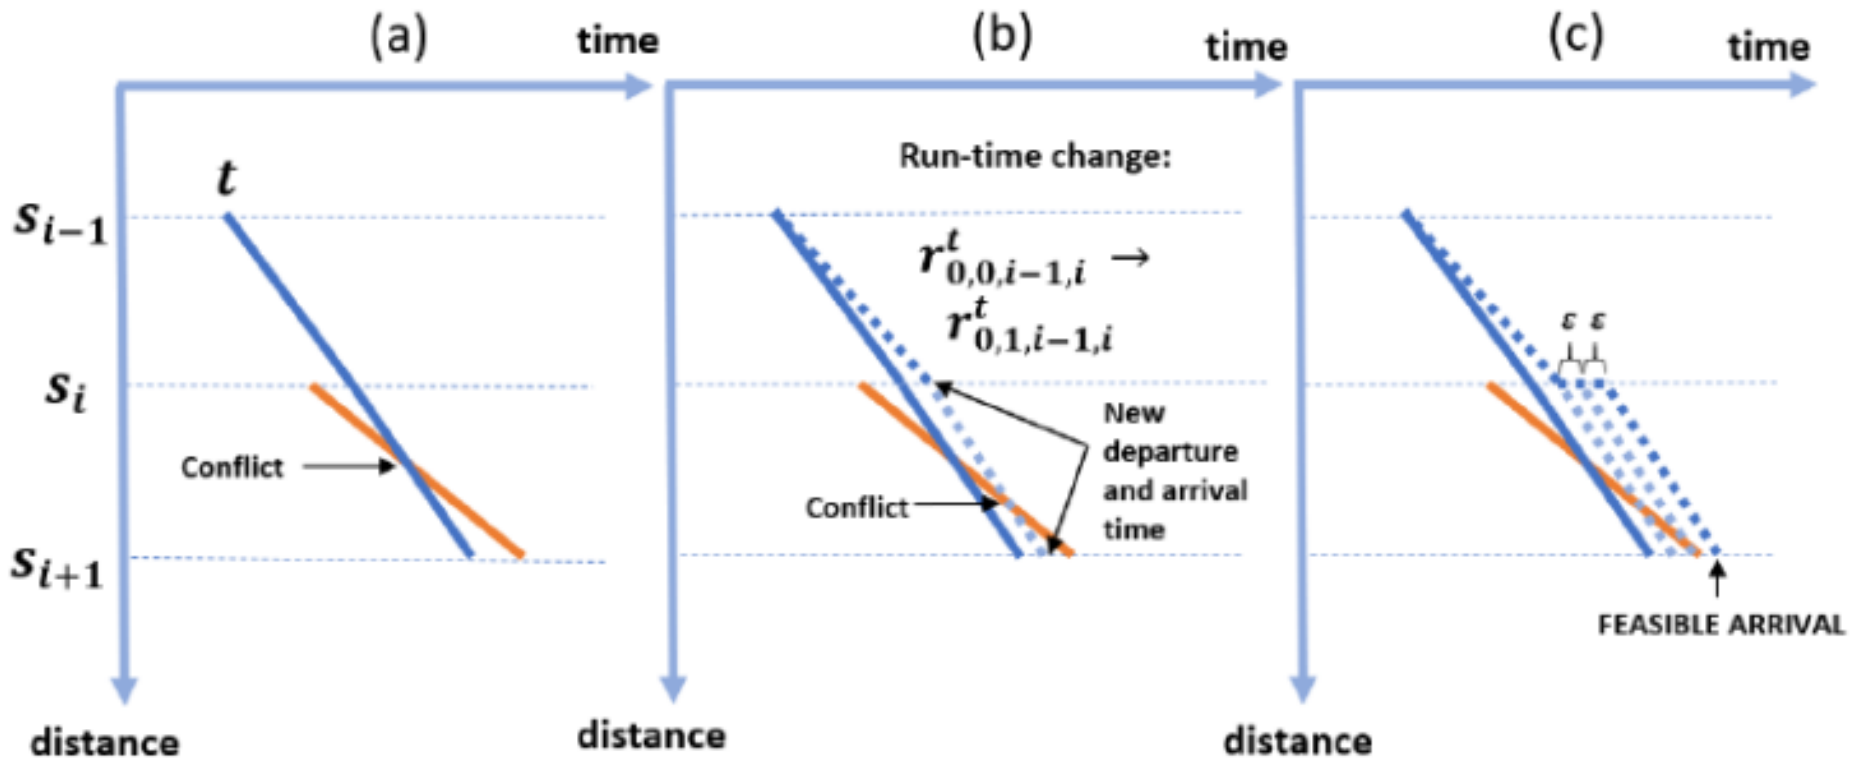 (a)
time
t
s_{i-1}
s_i
s_{i+1}
Conflict
distance
(b)
time
Run-time change:
r^t_{0,0,i-1,i} →
r^t_{0,1,i-1,i}
New
departure
and arrival
time
Conflict
distance
(c)
time
ε ε
FEASIBLE ARRIVAL
distance